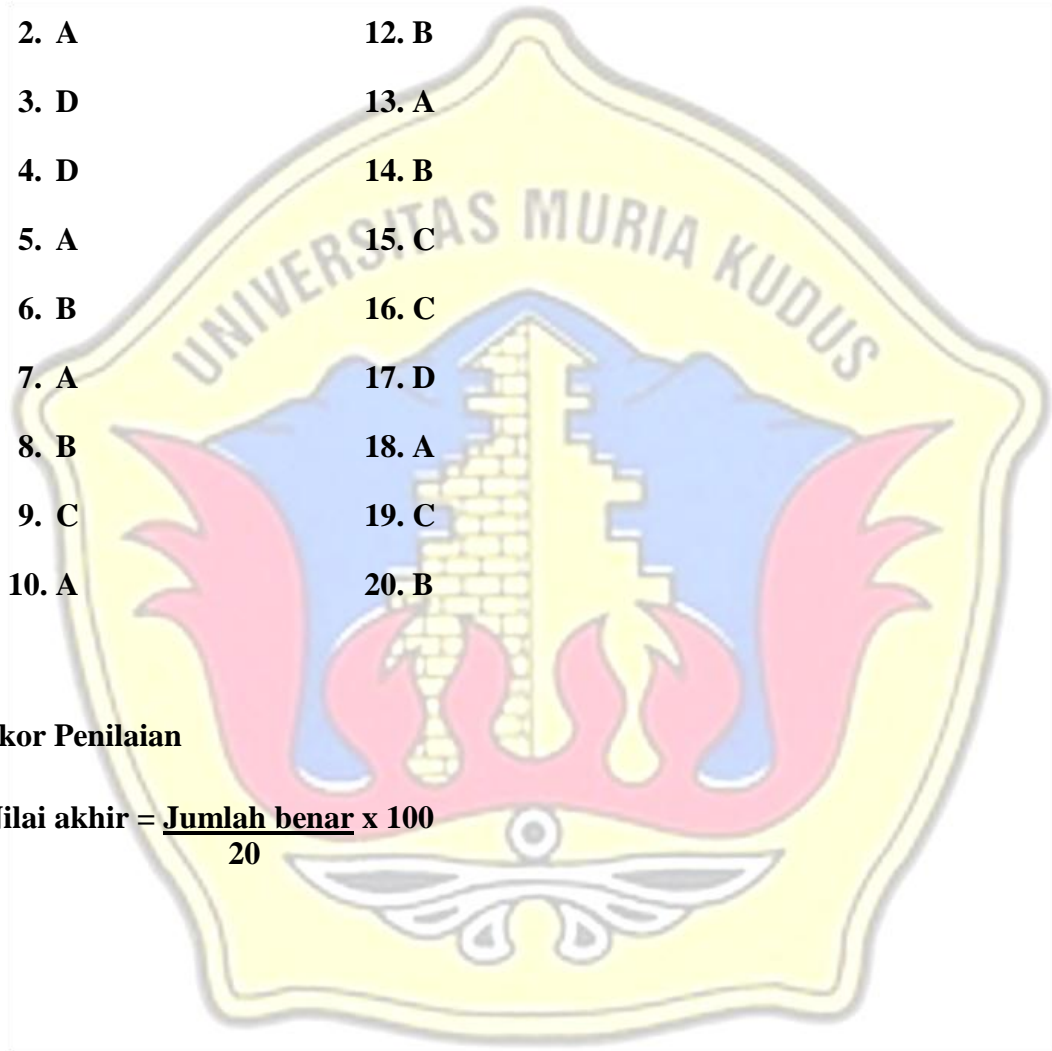 2. A 12. B
3. D 13. A
4. D 14. B
5. A 15. C
6. B 16. C
7. A 17. D
8. B 18. A
9. C 19. C
10. A 20. B
kor Penilaian
ilai akhir = Jumlah benar x 100
20
UNIVERSITAS MURIA KUDUS